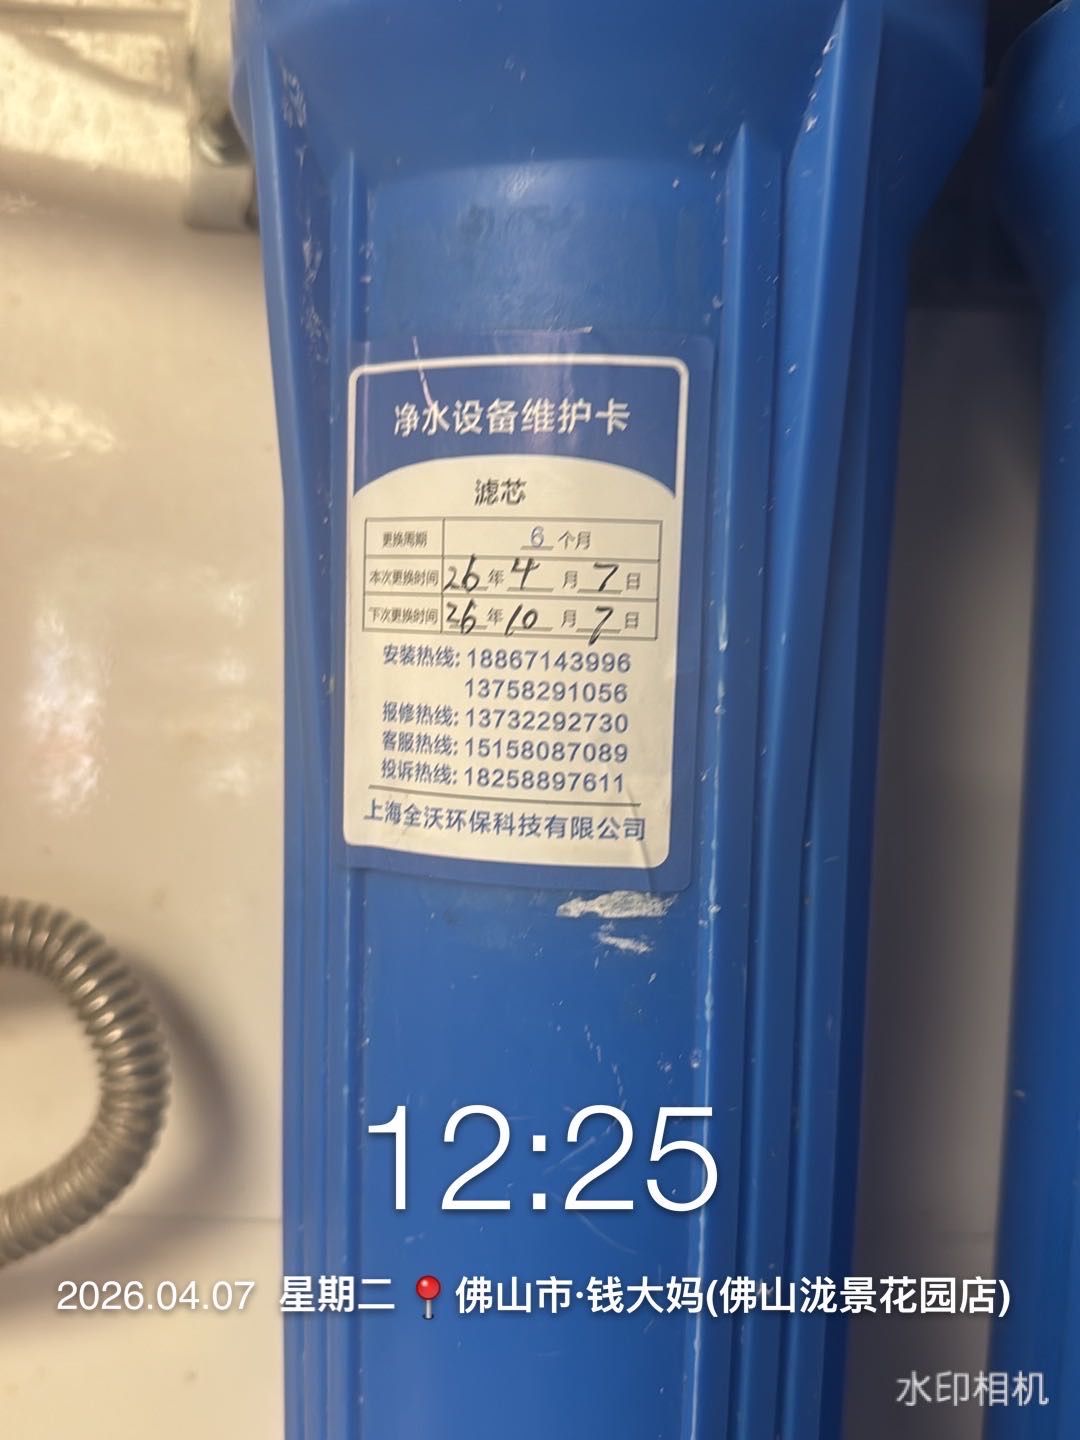 净水设备维护卡
滤芯
更换周期 6 个月
本次更换时间 26 年 4 月 7 日
下次更换时间 26 年 10 月 7 日
安装热线: 18867143996
13758291056
报修热线: 13732292730
客服热线: 15158087089
投诉热线: 18258897611
上海全沃环保科技有限公司
12:25
2026.04.07 星期二 佛山市·钱大妈(佛山泷景花园店)
水印相机